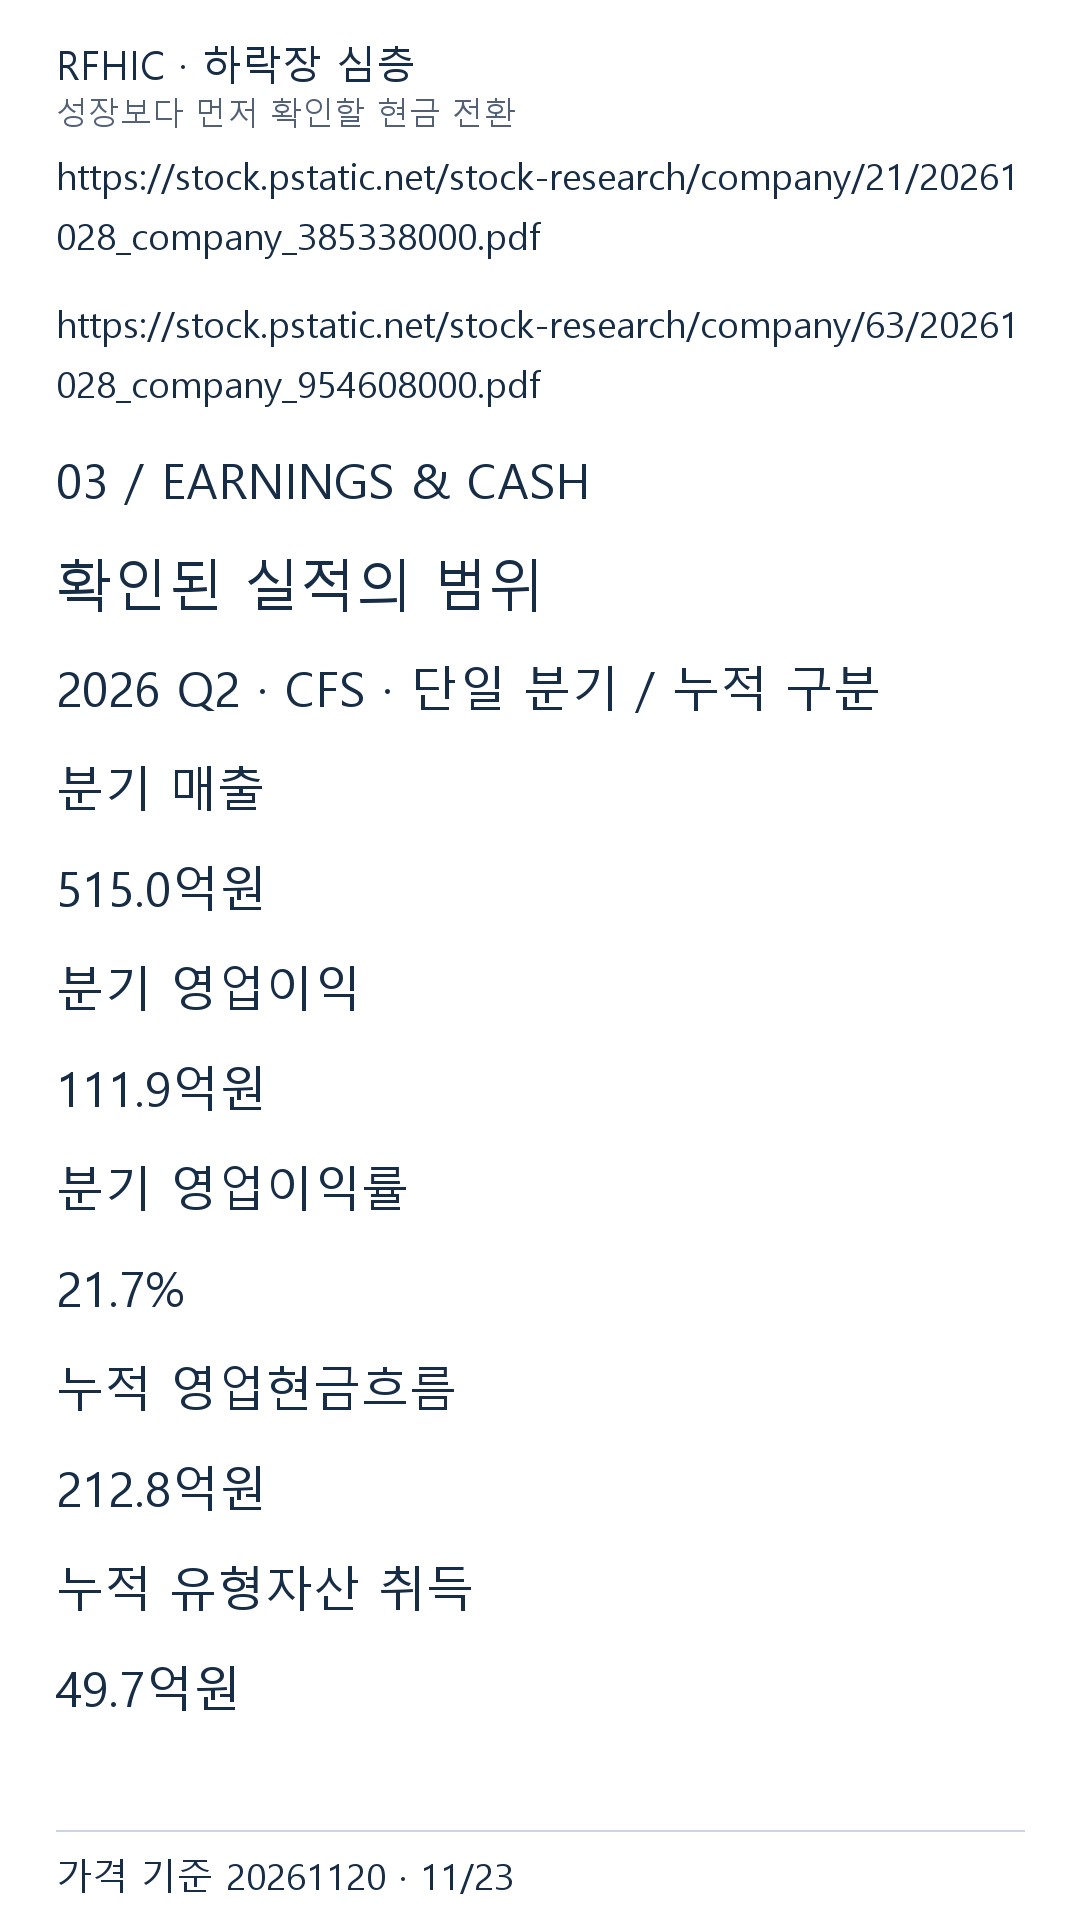 RFHIC · 하락장 심층
성장보다 먼저 확인할 현금 전환
https://stock.pstatic.net/stock-research/company/21/20261
028_company_385338000.pdf
https://stock.pstatic.net/stock-research/company/63/20261
028_company_954608000.pdf
03 / EARNINGS & CASH
확인된 실적의 범위
2026 Q2 · CFS · 단일 분기 / 누적 구분
분기 매출
515.0억원
분기 영업이익
111.9억원
분기 영업이익률
21.7%
누적 영업현금흐름
212.8억원
누적 유형자산 취득
49.7억원
가격 기준 20261120 · 11/23